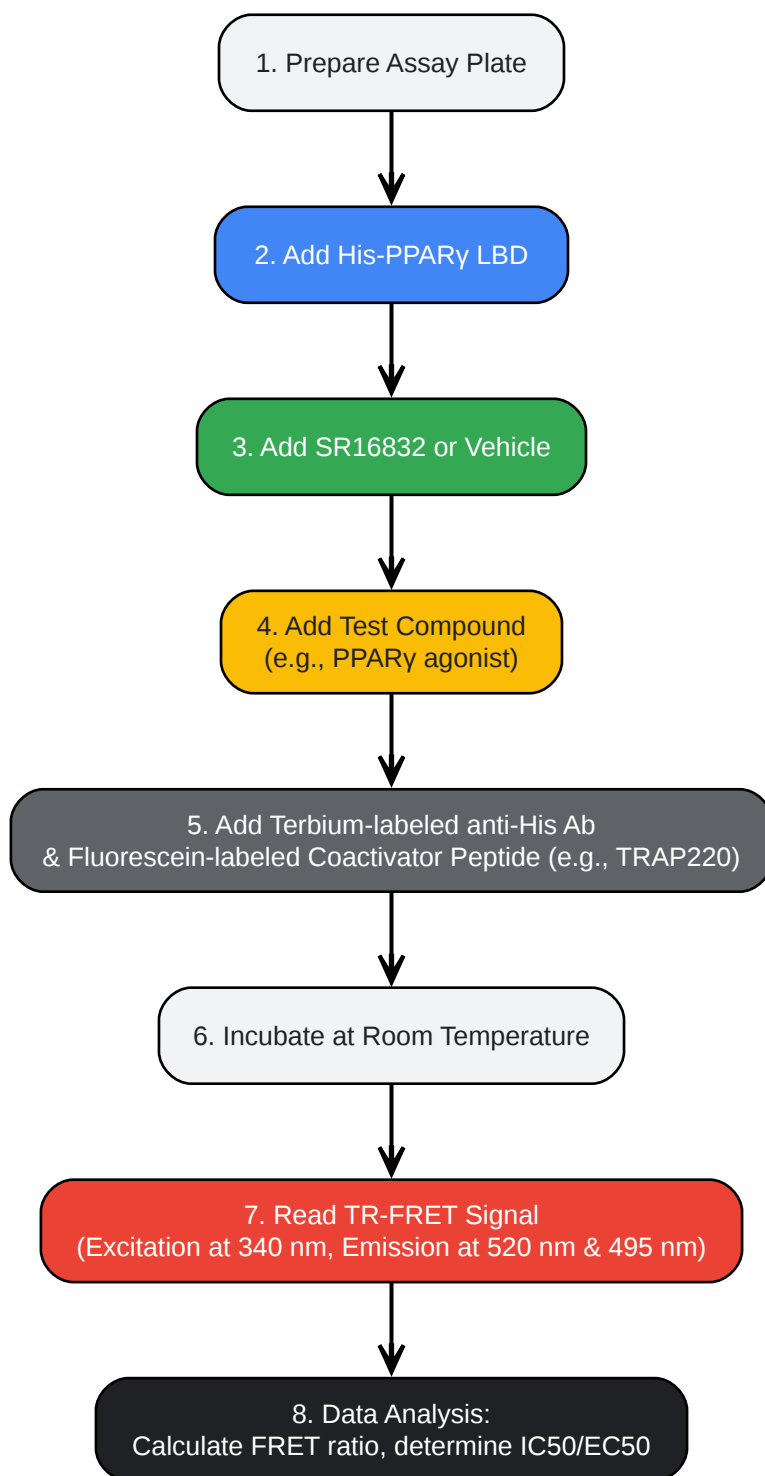 1. Prepare Assay Plate
2. Add His-PPARγ LBD
3. Add SR16832 or Vehicle
4. Add Test Compound
(e.g., PPARγ agonist)
5. Add Terbium-labeled anti-His Ab
& Fluorescein-labeled Coactivator Peptide (e.g., TRAP220)
6. Incubate at Room Temperature
7. Read TR-FRET Signal
(Excitation at 340 nm, Emission at 520 nm & 495 nm)
8. Data Analysis:
Calculate FRET ratio, determine IC50/EC50